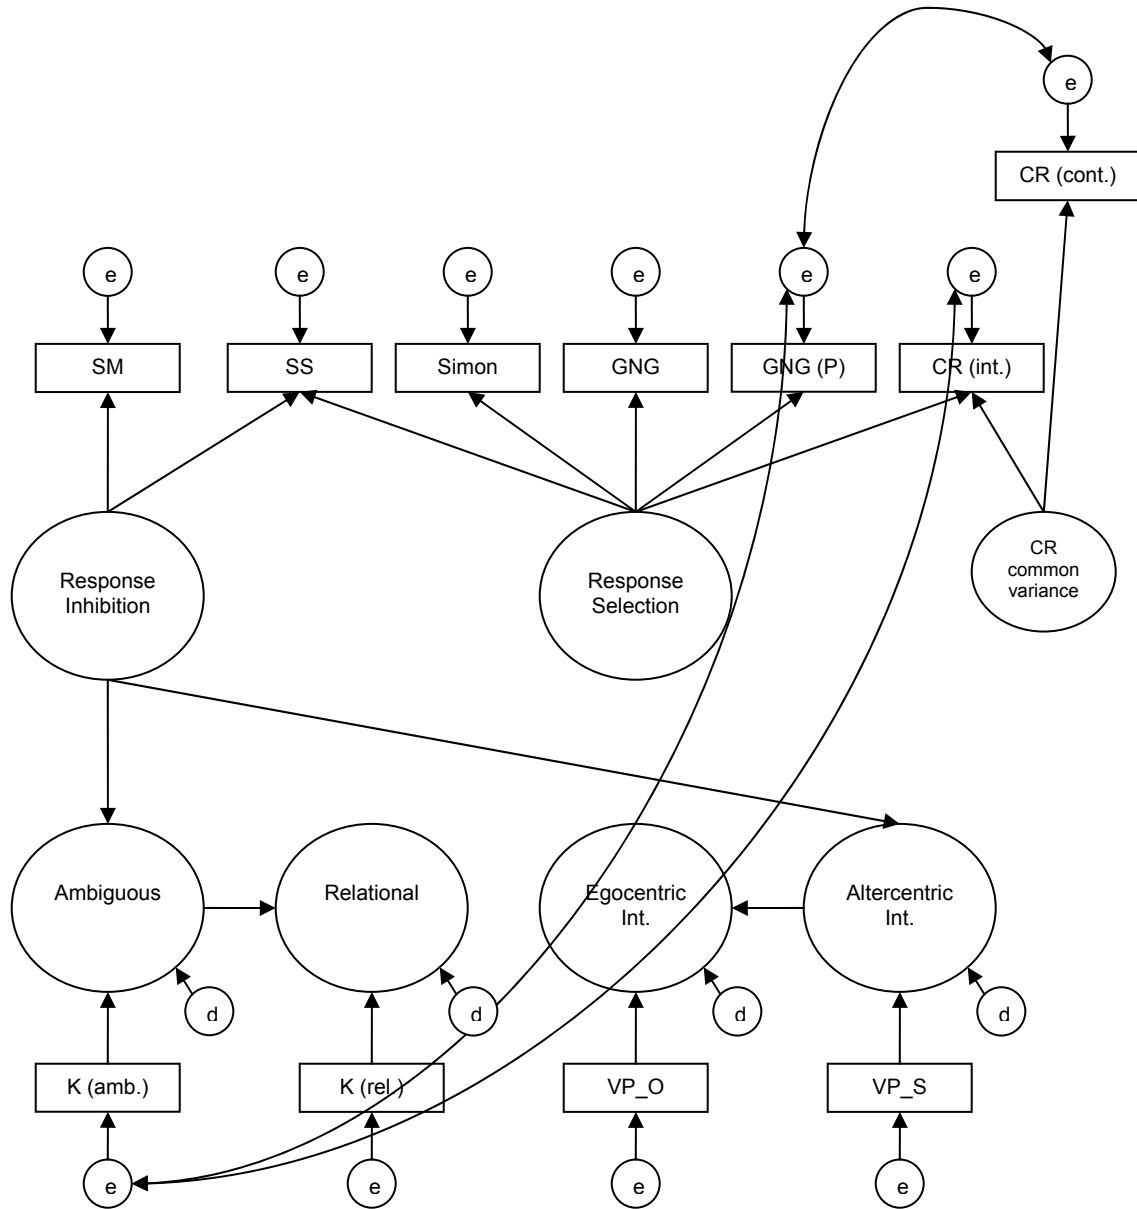 e
CR (cont.)
e
e
e
e
e
e
SM
SS
Simon
GNG
GNG (P)
CR (int.)
Response
Inhibition
Response
Selection
CR
common
variance
Ambiguous
Relational
Egocentric
Int.
Altercentric
Int.
d
d
d
d
K (amb.)
K (rel.)
VP_O
VP_S
e
e
e
e